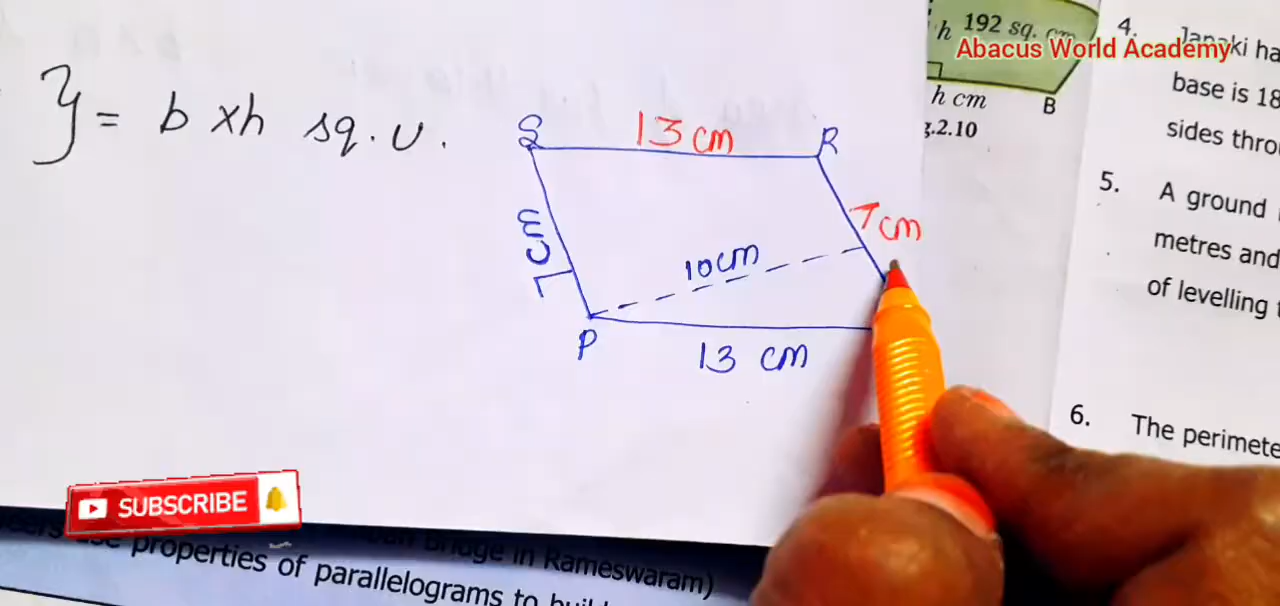 = b x h sq. u.
S 13 cm R
7 cm
7 cm
10 cm
P
13 cm
h 192 sq. cm
h cm B
.2.10
Abacus World Academy
4. Janaki ha
base is 18
sides thro
5. A ground
metres and
of levelling
6. The perimete
SUBSCRIBE
Bridge in Rameswaram)
properties of parallelograms to